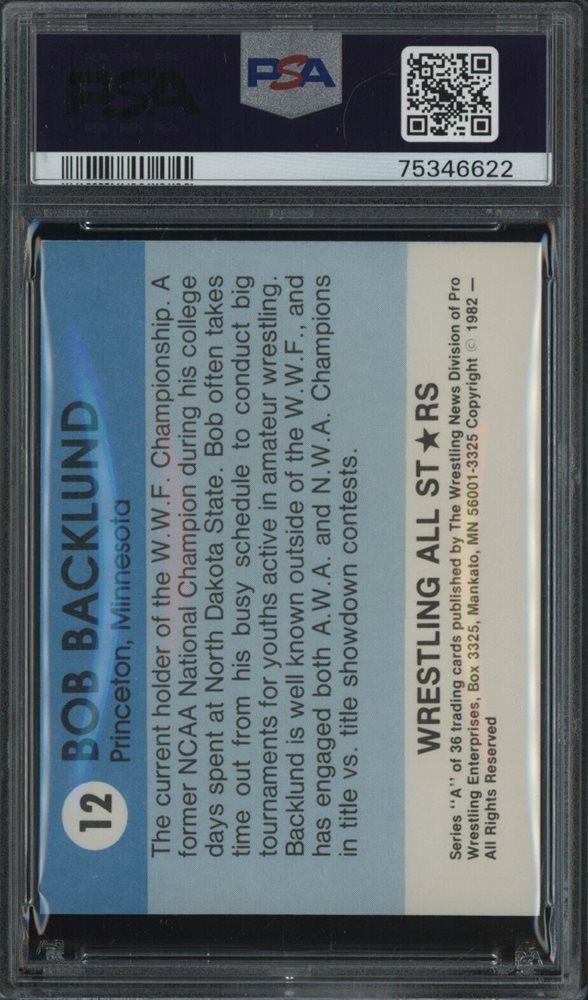 PSA
PSA
PSA PSA PSA
75346622
12
BOB BACKLUND
Princeton, Minnesota
The current holder of the W.W.F. Championship. A
former NCAA National Champion during his college
days spent at North Dakota State. Bob often takes
time out from his busy schedule to conduct big
tournaments for youths active in amateur wrestling.
Backlund is well known outside of the W.W.F., and
has engaged both A.W.A. and N.W.A. Champions
in title vs. title showdown contests.
WRESTLING ALL ST★RS
Series "A" of 36 trading cards published by The Wrestling News Division of Pro
Wrestling Enterprises, Box 3325, Mankato, MN 56001-3325 Copyright © 1982 —
All Rights Reserved